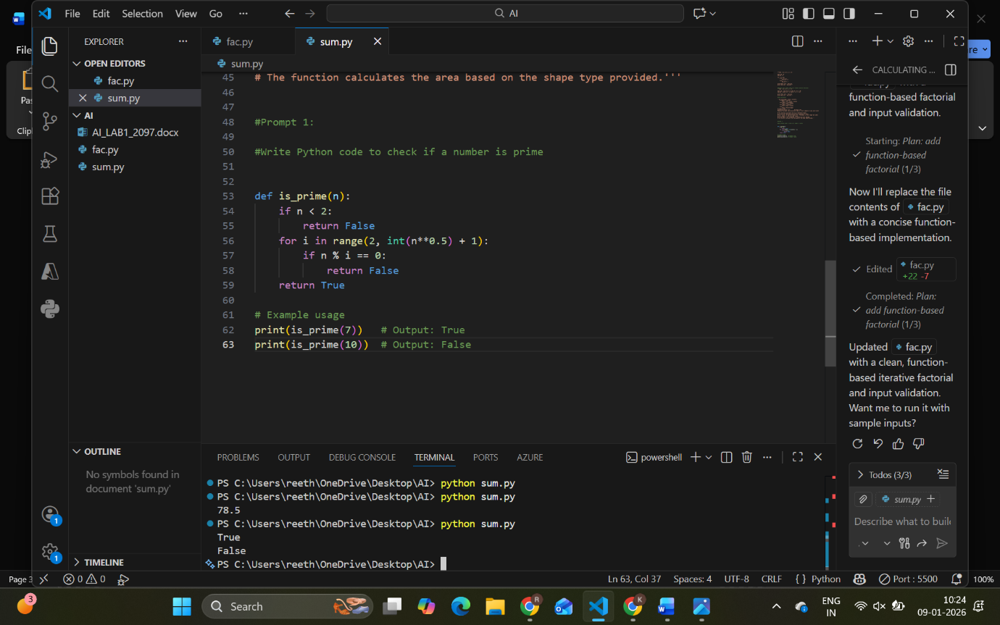 File Edit Selection View Go ··· AI
File
Pas
Clip
re
EXPLORER
OPEN EDITORS
fac.py
sum.py
AI
AI_LAB1_2097.docx
fac.py
sum.py
OUTLINE
No symbols found in
document 'sum.py'
TIMELINE
fac.py sum.py
sum.py
45 # The function calculates the area based on the shape type provided.'''
46
47
48 #Prompt 1:
49
50 #Write Python code to check if a number is prime
51
52
53 def is_prime(n):
54 if n < 2:
55 return False
56 for i in range(2, int(n**0.5) + 1):
57 if n % i == 0:
58 return False
59 return True
60
61 # Example usage
62 print(is_prime(7)) # Output: True
63 print(is_prime(10)) # Output: False
PROBLEMS OUTPUT DEBUG CONSOLE TERMINAL PORTS AZURE powershell
PS C:\Users\reeth\OneDrive\Desktop\AI> python sum.py
PS C:\Users\reeth\OneDrive\Desktop\AI> python sum.py
78.5
PS C:\Users\reeth\OneDrive\Desktop\AI> python sum.py
True
False
PS C:\Users\reeth\OneDrive\Desktop\AI>
CALCULATING ...
function-based factorial
and input validation.
Starting: Plan: add
function-based
factorial (1/3)
Now I'll replace the file
contents of fac.py
with a concise function-
based implementation.
Edited fac.py
+22 -7
Completed: Plan:
add function-based
factorial (1/3)
Updated fac.py
with a clean, function-
based iterative factorial
and input validation.
Want me to run it with
sample inputs?
Todos (3/3)
sum.py
Describe what to buil
1
1
Page 3 0 0 Ln 63, Col 37 Spaces: 4 UTF-8 CRLF { } Python Port : 5500 100%
3 Search R K ENG
IN
10:24
09-01-2026